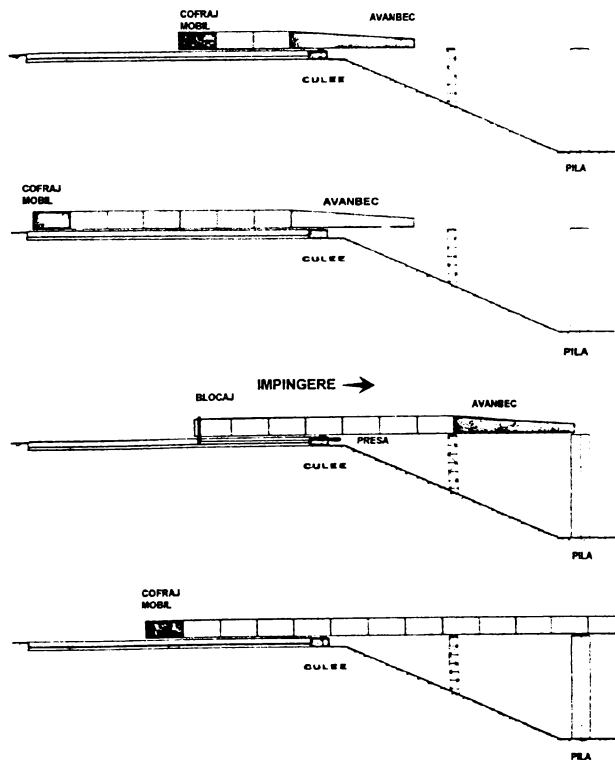 COFRAJ
MOBIL
AVANBEC
CULEE
PILA
COFRAJ
MOBIL
AVANBEC
CULEE
PILA
IMPINGERE
BLOCAJ
AVANBEC
PRESA
CULEE
PILA
COFRAJ
MOBIL
CULEE
PILA